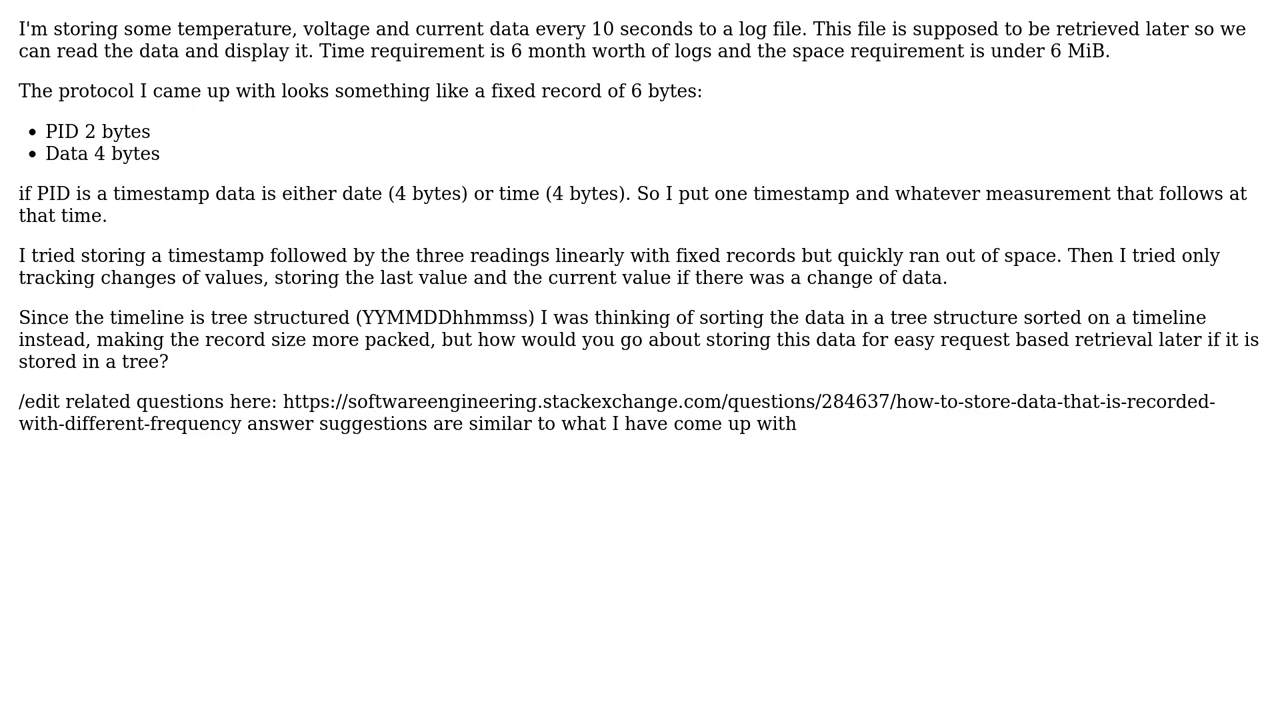 I'm storing some temperature, voltage and current data every 10 seconds to a log file. This file is supposed to be retrieved later so we
can read the data and display it. Time requirement is 6 month worth of logs and the space requirement is under 6 MiB.
The protocol I came up with looks something like a fixed record of 6 bytes:
• PID 2 bytes
• Data 4 bytes
if PID is a timestamp data is either date (4 bytes) or time (4 bytes). So I put one timestamp and whatever measurement that follows at
that time.
I tried storing a timestamp followed by the three readings linearly with fixed records but quickly ran out of space. Then I tried only
tracking changes of values, storing the last value and the current value if there was a change of data.
Since the timeline is tree structured (YYMMDDhhmmss) I was thinking of sorting the data in a tree structure sorted on a timeline
instead, making the record size more packed, but how would you go about storing this data for easy request based retrieval later if it is
stored in a tree?
/edit related questions here: https://softwareengineering.stackexchange.com/questions/284637/how-to-store-data-that-is-recorded-
with-different-frequency answer suggestions are similar to what I have come up with